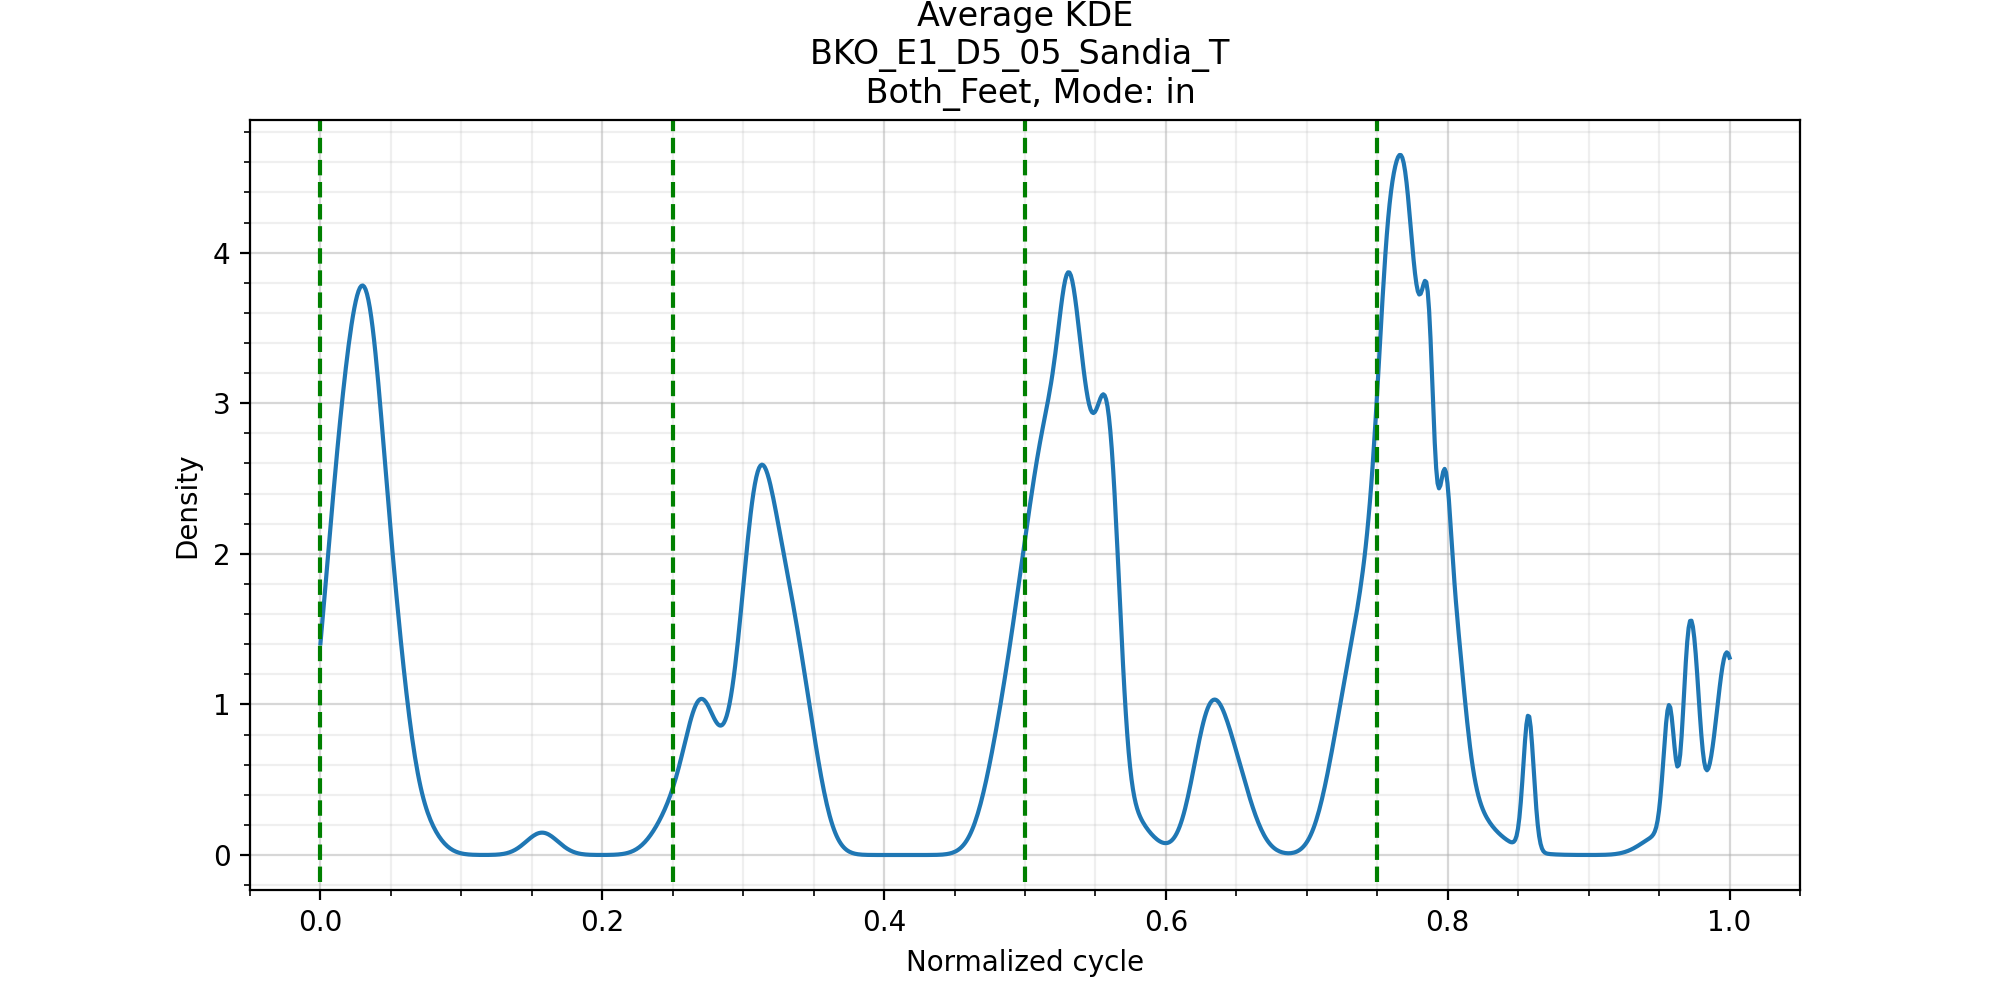 Average KDE
BKO_E1_D5_05_Sandia_T
Both_Feet, Mode: in
Density
4
3
2
1
0
0.0 0.2 0.4 0.6 0.8 1.0
Normalized cycle